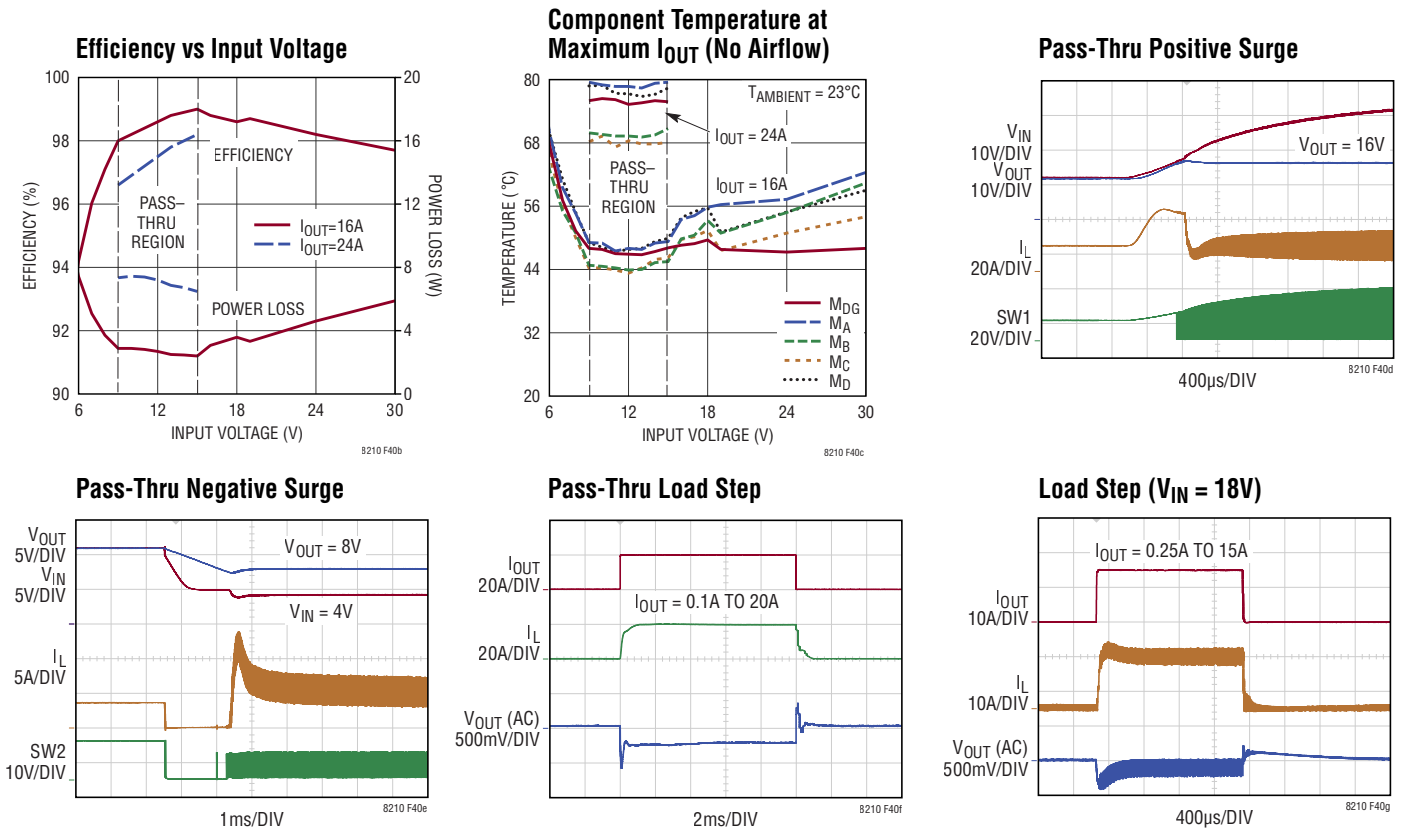 Efficiency vs Input Voltage
100
98
96
94
92
90
EFFICIENCY (%)
20
16
12
8
4
0
POWER LOSS (W)
EFFICIENCY
PASS–
THRU
REGION
IOUT=16A
IOUT=24A
POWER LOSS
6
12
18
24
30
INPUT VOLTAGE (V)
8210 F40b
Component Temperature at
Maximum IOUT (No Airflow)
80
68
56
44
32
20
TEMPERATURE (°C)
TAMBIENT = 23°C
IOUT = 24A
PASS–
THRU
REGION
IOUT = 16A
MDG
MA
MB
MC
MD
6
12
18
24
30
INPUT VOLTAGE (V)
8210 F40c
Pass-Thru Positive Surge
VIN
10V/DIV
VOUT
10V/DIV
VOUT = 16V
IL
20A/DIV
SW1
20V/DIV
400µs/DIV
8210 F40d
Pass-Thru Negative Surge
VOUT
5V/DIV
VIN
5V/DIV
VOUT = 8V
VIN = 4V
IL
5A/DIV
SW2
10V/DIV
1ms/DIV
8210 F40e
Pass-Thru Load Step
IOUT
20A/DIV
IOUT = 0.1A TO 20A
IL
20A/DIV
VOUT (AC)
500mV/DIV
2ms/DIV
8210 F40f
Load Step (VIN = 18V)
IOUT = 0.25A TO 15A
IOUT
10A/DIV
IL
10A/DIV
VOUT (AC)
500mV/DIV
400µs/DIV
8210 F40g